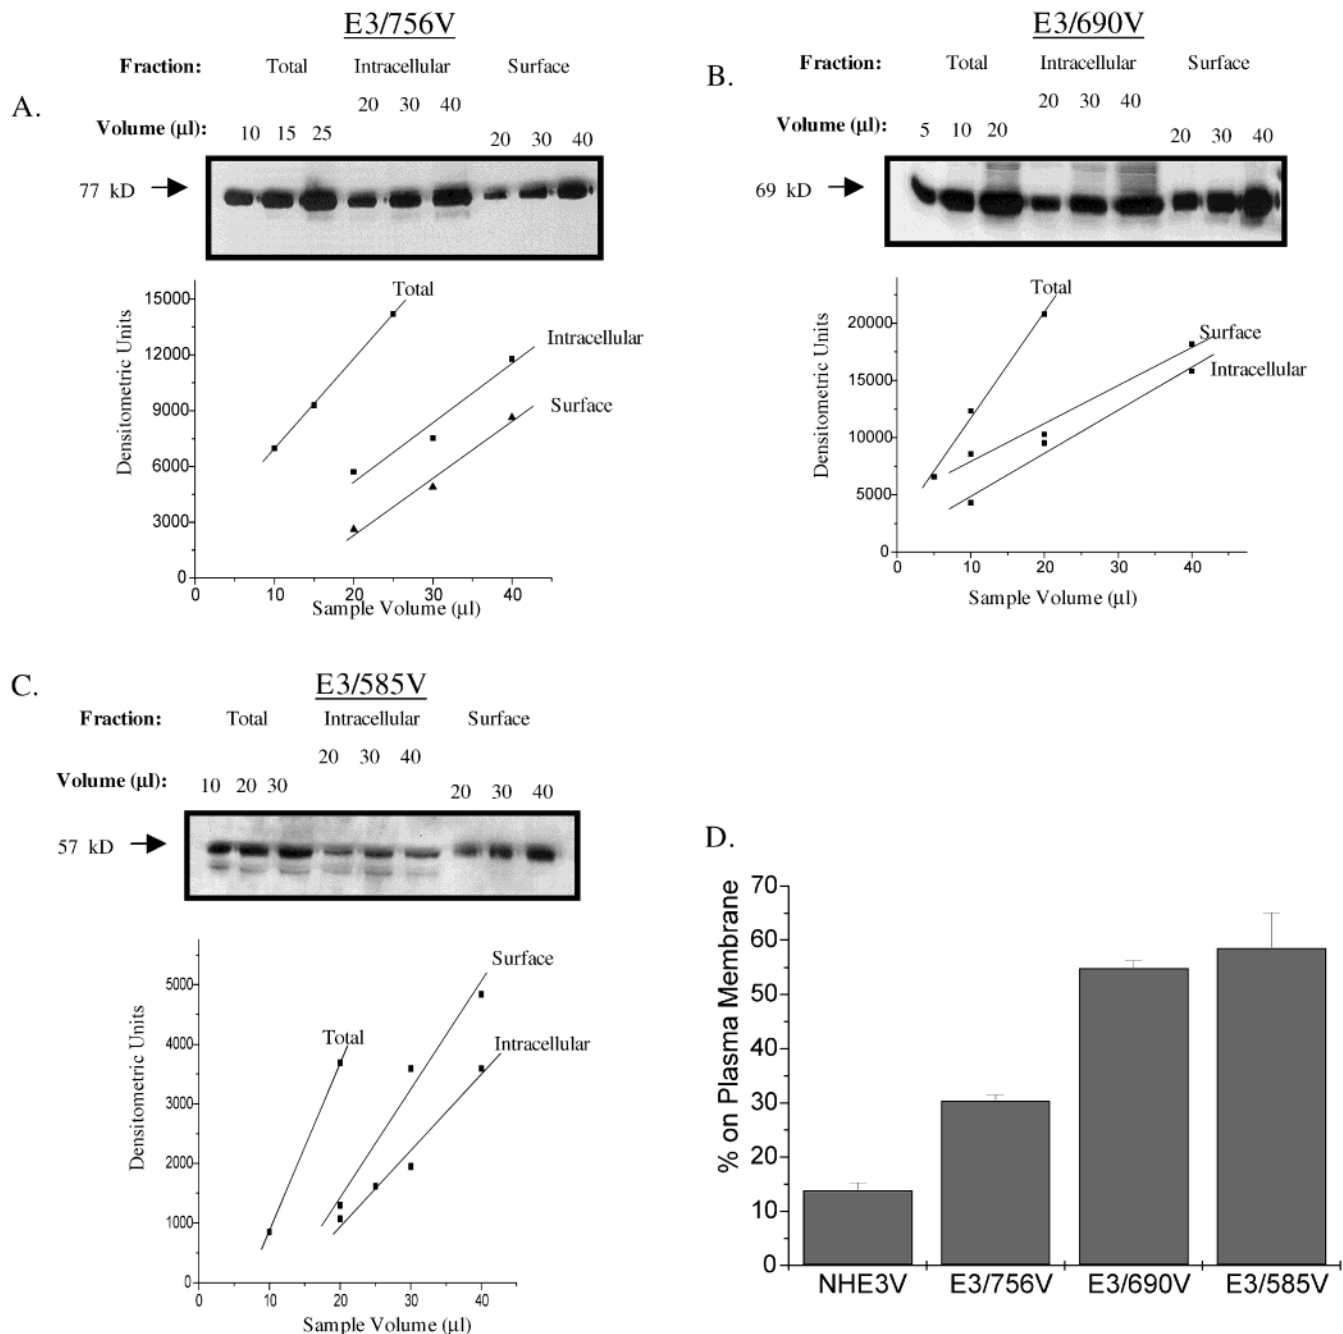 E3/756V
A.
Fraction: Total Intracellular Surface
20 30 40
Volume (µl): 10 15 25 20 30 40
77 kD
15000
12000
9000
6000
3000
0
Densitometric Units
Total
Intracellular
Surface
0 10 20 30 40
Sample Volume (µl)
E3/690V
B.
Fraction: Total Intracellular Surface
20 30 40
Volume (µl): 5 10 20 20 30 40
69 kD
20000
15000
10000
5000
0
Densitometric Units
Total
Surface
Intracellular
0 10 20 30 40
Sample Volume (µl)
C.
E3/585V
Fraction: Total Intracellular Surface
20 30 40
Volume (µl): 10 20 30 20 30 40
57 kD
5000
4000
3000
2000
1000
0
Densitometric Units
Surface
Total
Intracellular
0 10 20 30 40
Sample Volume (µl)
D.
70
60
50
40
30
20
10
0
% on Plasma Membrane
NHE3V E3/756V E3/690V E3/585V